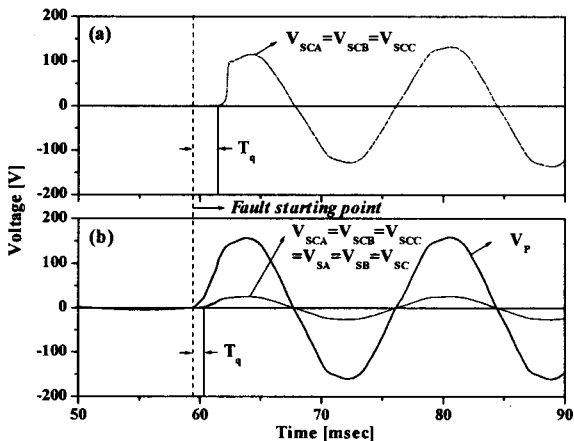 200
(a)
V_SCA=V_SCB=V_SCC
100
0
T_q
-100
-200
Fault starting point
Voltage [V]
200
(b)
V_SCA=V_SCB=V_SCC
=V_SA=V_SB=V_SC
V_P
100
0
T_q
-100
-200
50 60 70 80 90
Time [msec]